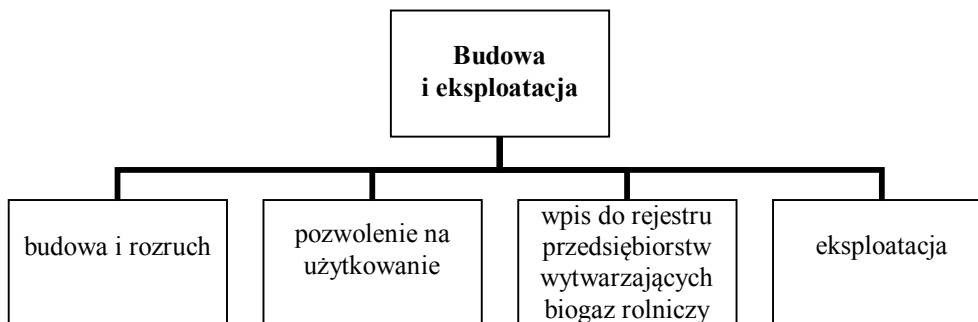 Budowa
i eksploatacja
budowa i rozruch
pozwolenie na
użytkowanie
wpis do rejestru
przedsiębiorstw
wytwarzających
biogaz rolniczy
eksploatacja